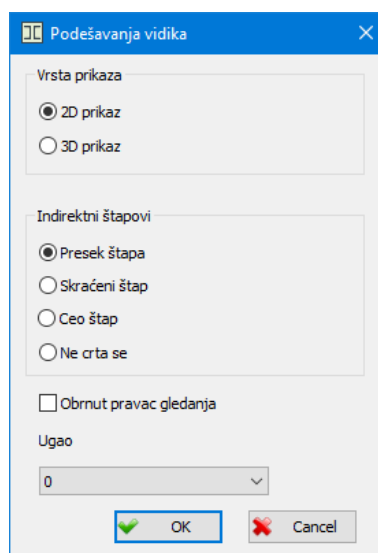 Podešavanja vidika
Vrsta prikaza
2D prikaz
3D prikaz
Indirektni štapovi
Presek štapa
Skraćeni štap
Ceo štap
Ne crta se
Obrnut pravac gledanja
Ugao
0
OK Cancel